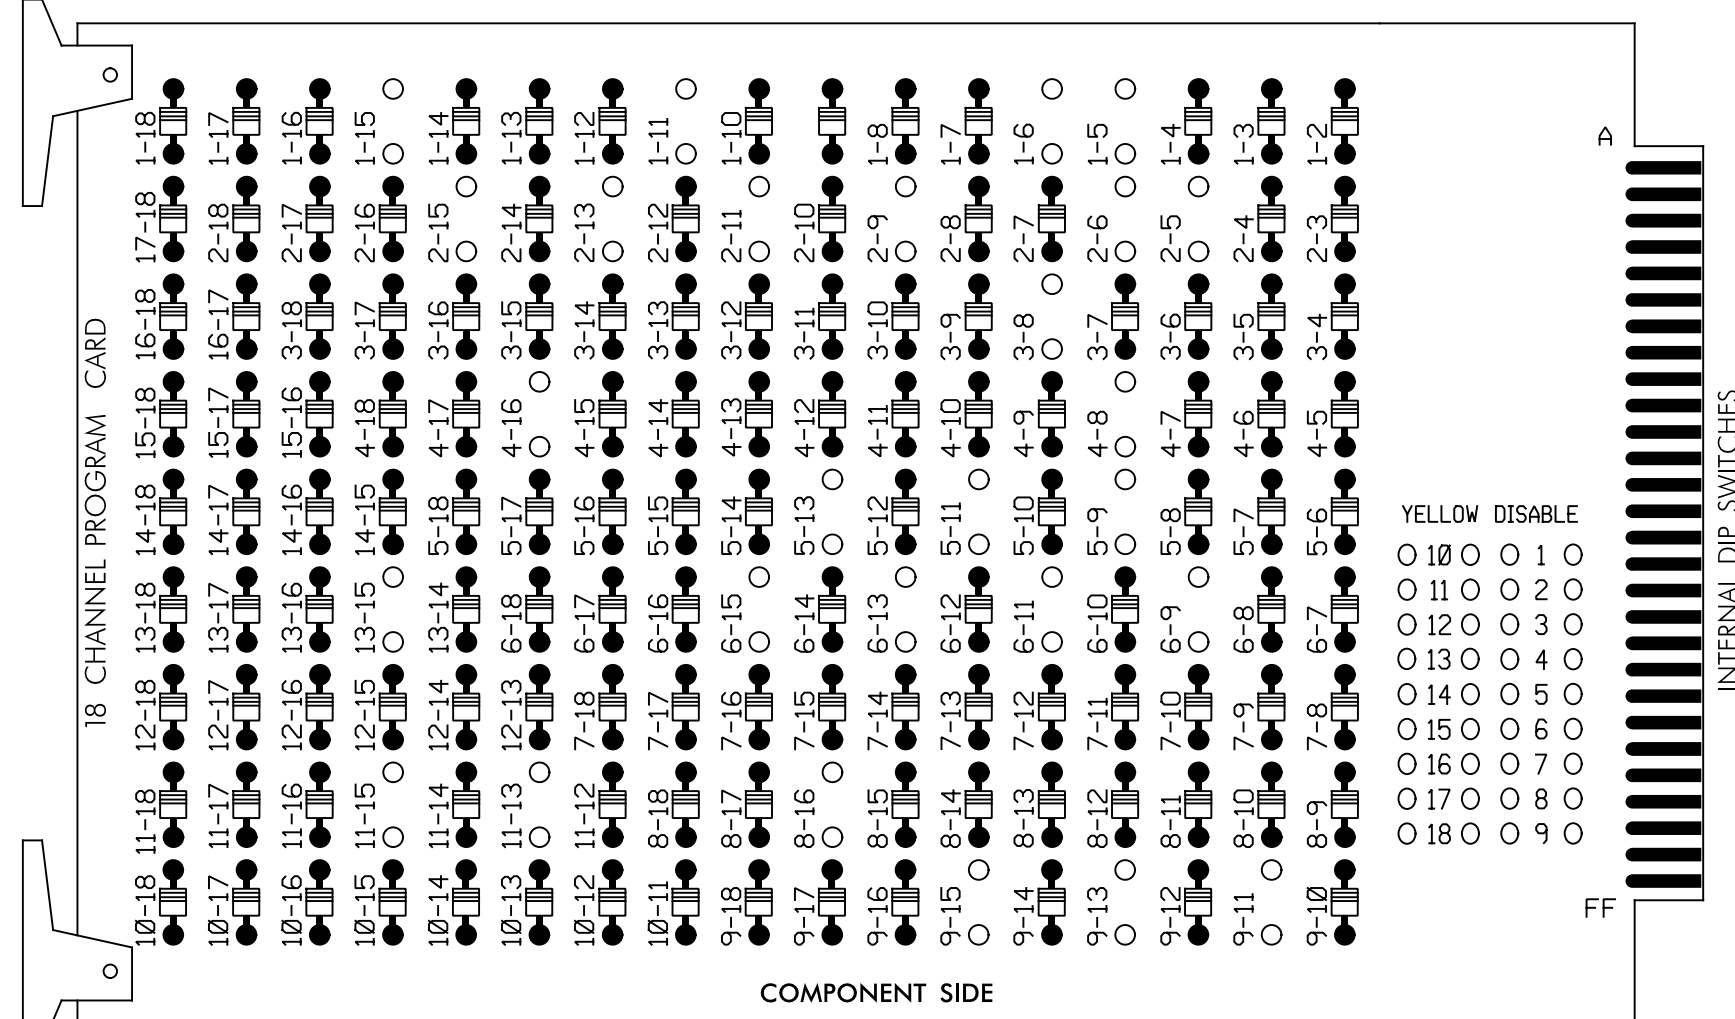 1-18 1-17 1-16 1-15 1-14 1-13 1-12 1-11 1-10 1-8 1-7 1-6 1-5 1-4 1-3 1-2
A
17-18 2-18 2-17 2-16 2-15 2-14 2-13 2-12 2-11 2-10 2-9 2-8 2-7 2-6 2-5 2-4 2-3
16-18 16-17 3-18 3-17 3-16 3-15 3-14 3-13 3-12 3-11 3-10 3-9 3-8 3-7 3-6 3-5 3-4
15-18 15-17 15-16 4-18 4-17 4-16 4-15 4-14 4-13 4-12 4-11 4-10 4-9 4-8 4-7 4-6 4-5
14-18 14-17 14-16 14-15 5-18 5-17 5-16 5-15 5-14 5-13 5-12 5-11 5-10 5-9 5-8 5-7 5-6
13-18 13-17 13-16 13-15 13-14 6-18 6-17 6-16 6-15 6-14 6-13 6-12 6-11 6-10 6-9 6-8 6-7
12-18 12-17 12-16 12-15 12-14 12-13 7-18 7-17 7-16 7-15 7-14 7-13 7-12 7-11 7-10 7-9 7-8
11-18 11-17 11-16 11-15 11-14 11-13 11-12 8-18 8-17 8-16 8-15 8-14 8-13 8-12 8-11 8-10 8-9
10-18 10-17 10-16 10-15 10-14 10-13 10-12 10-11 9-18 9-17 9-16 9-15 9-14 9-13 9-12 9-11 9-10
18 CHANNEL PROGRAM CARD
YELLOW DISABLE
10 1
11 2
12 3
13 4
14 5
15 6
16 7
17 8
18 9
FF
INTERNAL DIP SWITCHES
COMPONENT SIDE